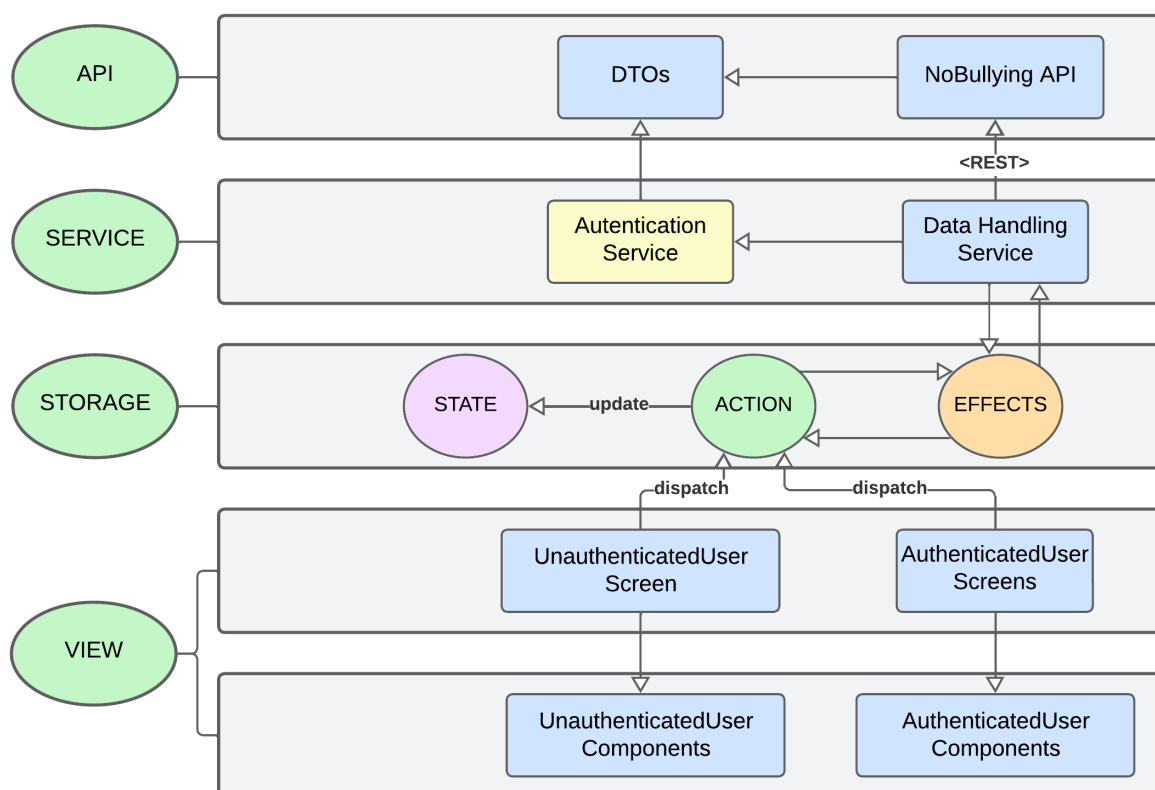 API
DTOs
NoBullying API
<REST>
SERVICE
Autentication
Service
Data Handling
Service
STORAGE
STATE
update
ACTION
EFFECTS
dispatch
dispatch
VIEW
UnauthenticatedUser
Screen
AuthenticatedUser
Screens
UnauthenticatedUser
Components
AuthenticatedUser
Components